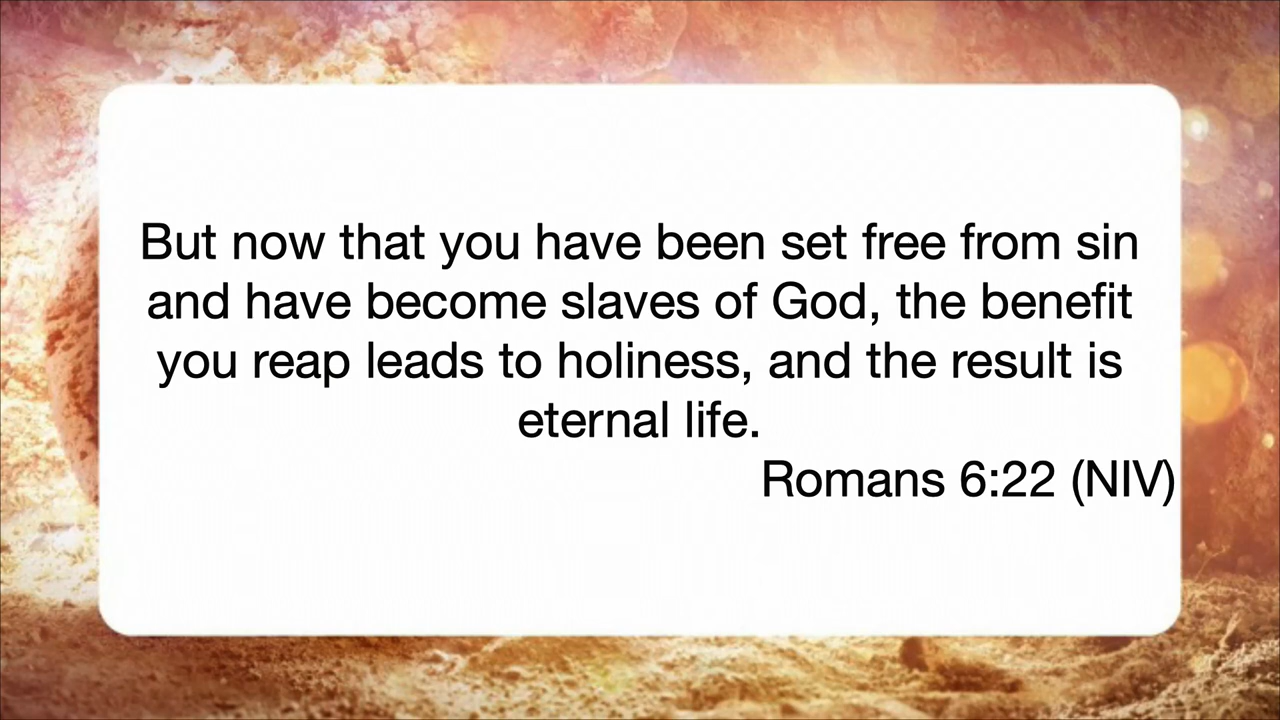 But now that you have been set free from sin
and have become slaves of God, the benefit
you reap leads to holiness, and the result is
eternal life.
Romans 6:22 (NIV)